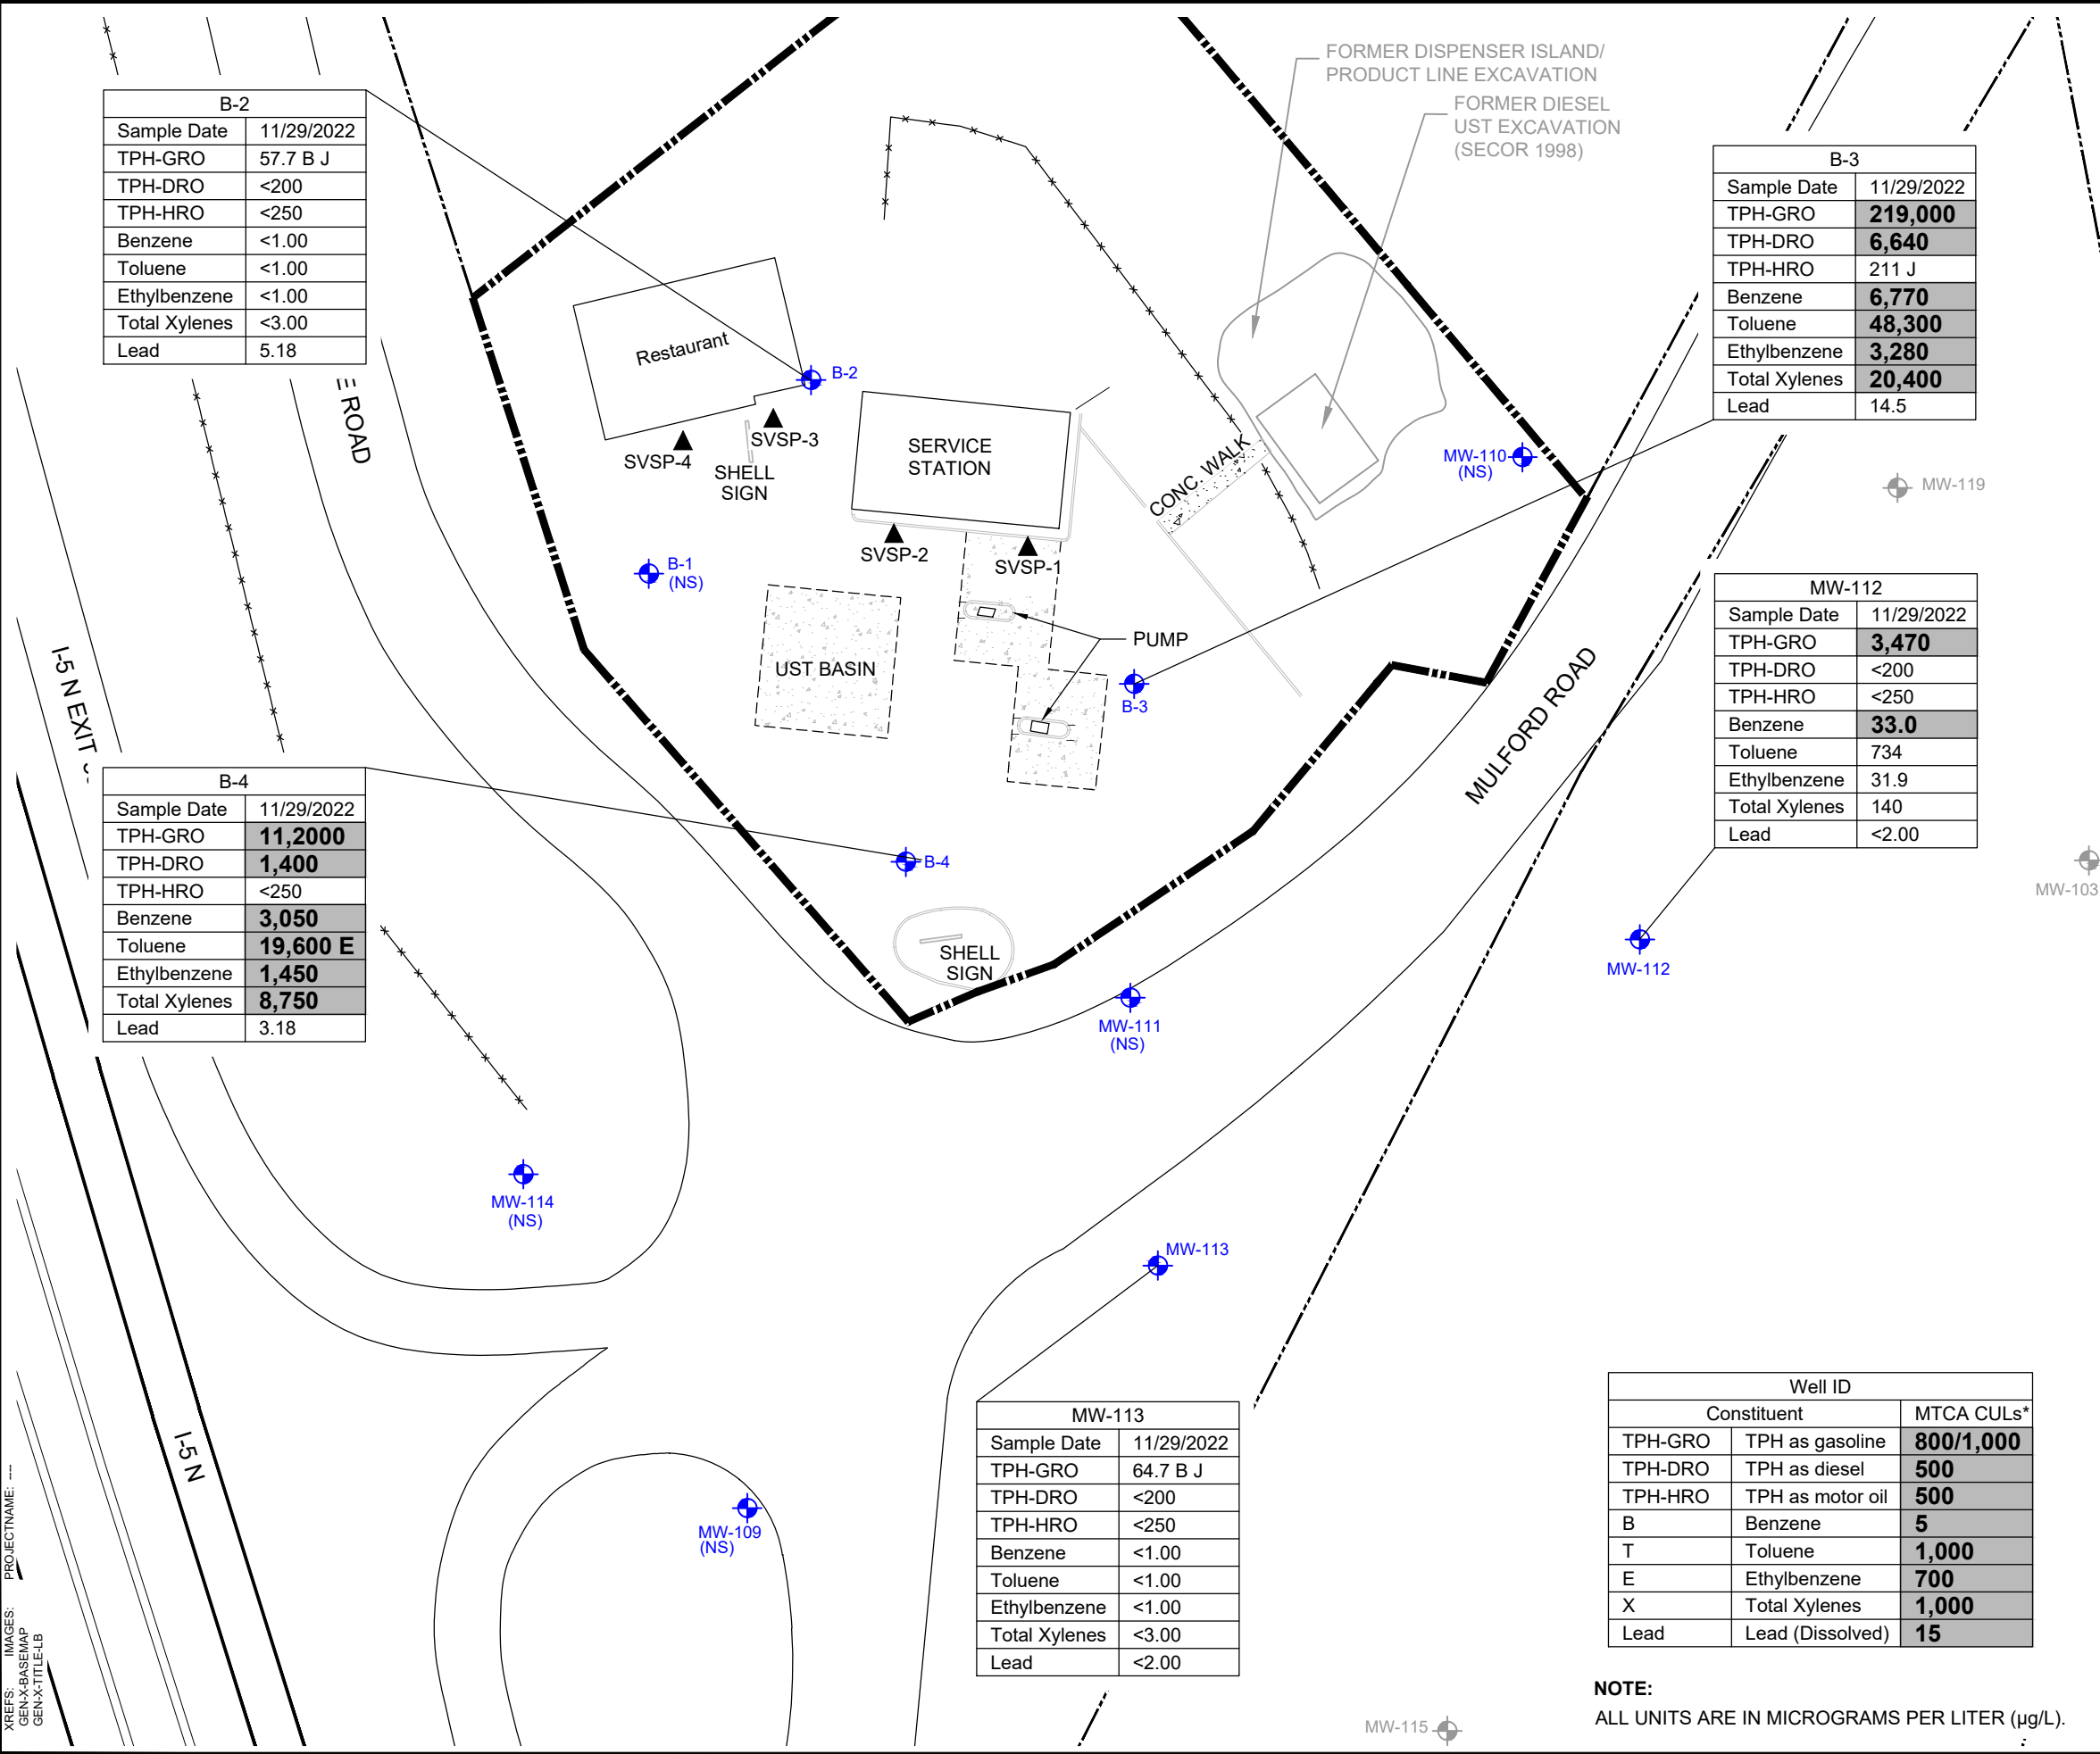 FORMER DISPENSER ISLAND/
PRODUCT LINE EXCAVATION
FORMER DIESEL
UST EXCAVATION
(SECOR 1998)
B-2
Sample Date 11/29/2022
TPH-GRO 57.7 B J
TPH-DRO <200
TPH-HRO <250
Benzene <1.00
Toluene <1.00
Ethylbenzene <1.00
Total Xylenes <3.00
Lead 5.18
B-3
Sample Date 11/29/2022
TPH-GRO 219,000
TPH-DRO 6,640
TPH-HRO 211 J
Benzene 6,770
Toluene 48,300
Ethylbenzene 3,280
Total Xylenes 20,400
Lead 14.5
Restaurant
B-2
SVSP-3
SVSP-4
SHELL
SIGN
SERVICE
STATION
SVSP-2
SVSP-1
CONC. WALK
MW-110
(NS)
MW-119
ROAD
B-1
(NS)
UST BASIN
PUMP
B-3
MULFORD ROAD
I-5 N EXIT
MW-112
Sample Date 11/29/2022
TPH-GRO 3,470
TPH-DRO <200
TPH-HRO <250
Benzene 33.0
Toluene 734
Ethylbenzene 31.9
Total Xylenes 140
Lead <2.00
B-4
Sample Date 11/29/2022
TPH-GRO 11,2000
TPH-DRO 1,400
TPH-HRO <250
Benzene 3,050
Toluene 19,600 E
Ethylbenzene 1,450
Total Xylenes 8,750
Lead 3.18
B-4
SHELL
SIGN
MW-103
MW-112
MW-111
(NS)
MW-114
(NS)
MW-113
I-5 N
MW-109
(NS)
MW-113
Sample Date 11/29/2022
TPH-GRO 64.7 B J
TPH-DRO <200
TPH-HRO <250
Benzene <1.00
Toluene <1.00
Ethylbenzene <1.00
Total Xylenes <3.00
Lead <2.00
Well ID
Constituent MTCA CULs*
TPH-GRO TPH as gasoline 800/1,000
TPH-DRO TPH as diesel 500
TPH-HRO TPH as motor oil 500
B Benzene 5
T Toluene 1,000
E Ethylbenzene 700
X Total Xylenes 1,000
Lead Lead (Dissolved) 15
NOTE:
ALL UNITS ARE IN MICROGRAMS PER LITER (µg/L).
MW-115
XREFS: IMAGES: PROJECTNAME: ---
GEN-X-BASEMAP
GEN-X-TITLE-LB